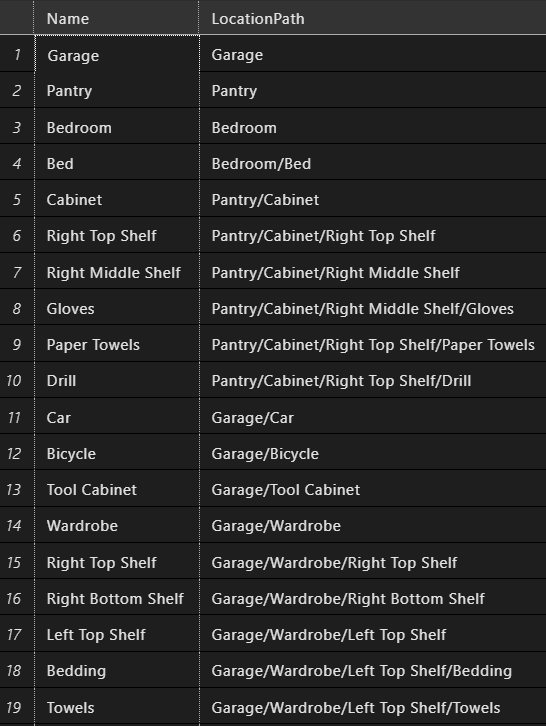 Name LocationPath
1 Garage Garage
2 Pantry Pantry
3 Bedroom Bedroom
4 Bed Bedroom/Bed
5 Cabinet Pantry/Cabinet
6 Right Top Shelf Pantry/Cabinet/Right Top Shelf
7 Right Middle Shelf Pantry/Cabinet/Right Middle Shelf
8 Gloves Pantry/Cabinet/Right Middle Shelf/Gloves
9 Paper Towels Pantry/Cabinet/Right Top Shelf/Paper Towels
10 Drill Pantry/Cabinet/Right Top Shelf/Drill
11 Car Garage/Car
12 Bicycle Garage/Bicycle
13 Tool Cabinet Garage/Tool Cabinet
14 Wardrobe Garage/Wardrobe
15 Right Top Shelf Garage/Wardrobe/Right Top Shelf
16 Right Bottom Shelf Garage/Wardrobe/Right Bottom Shelf
17 Left Top Shelf Garage/Wardrobe/Left Top Shelf
18 Bedding Garage/Wardrobe/Left Top Shelf/Bedding
19 Towels Garage/Wardrobe/Left Top Shelf/Towels